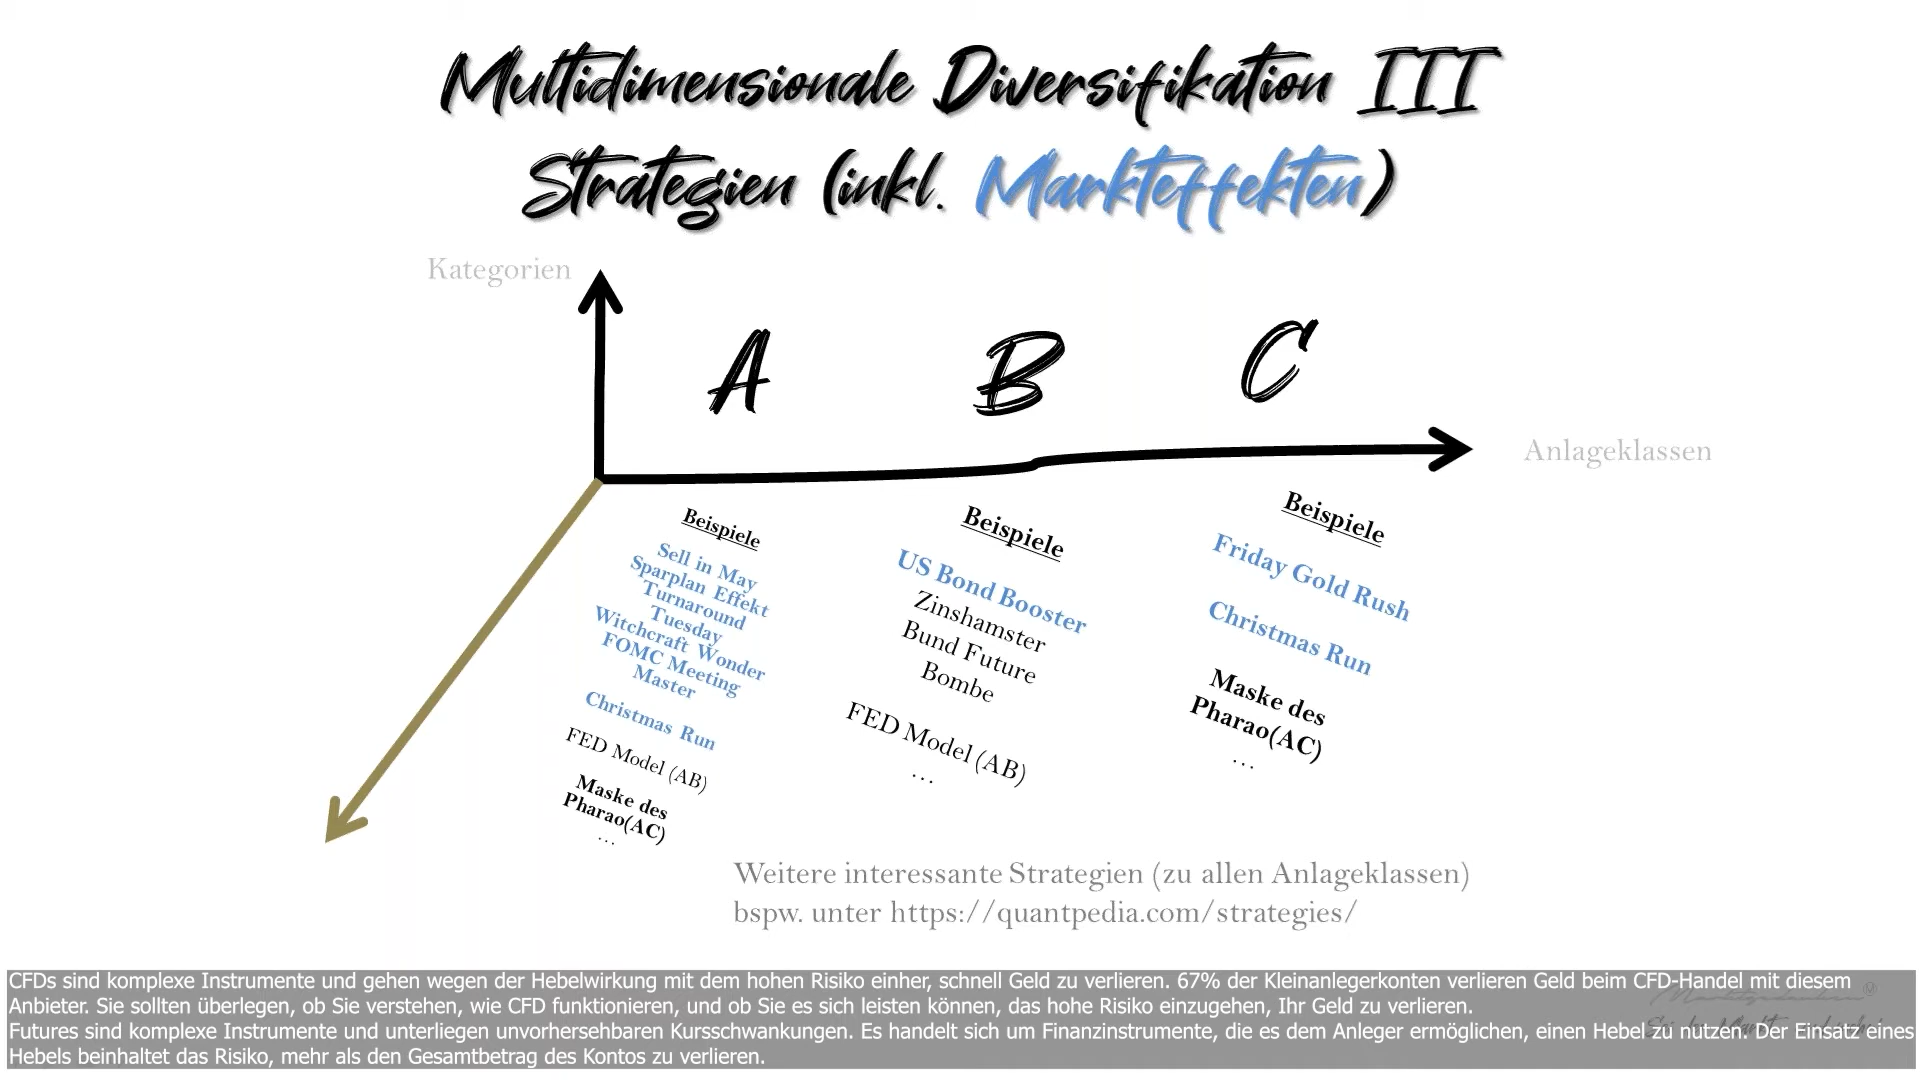 Multidimensionale Diversifikation III
Strategien (inkl. Markteffekten)
Kategorien
A
B
C
Anlageklassen
Beispiele
Sell in May
Sparplan Effekt
Turnaround
Tuesday
Witchcraft Wonder
FOMC Meeting
Master
Christmas Run
FED Model (AB)
Maske des
Pharao(AC)
...
Beispiele
US Bond Booster
Zinshamster
Bund Future
Bombe
FED Model (AB)
...
Beispiele
Friday Gold Rush
Christmas Run
Maske des
Pharao(AC)
...
Weitere interessante Strategien (zu allen Anlageklassen)
bspw. unter https://quantpedia.com/strategies/
CFDs sind komplexe Instrumente und gehen wegen der Hebelwirkung mit dem hohen Risiko einher, schnell Geld zu verlieren. 67% der Kleinanlegerkonten verlieren Geld beim CFD-Handel mit diesem
Anbieter. Sie sollten überlegen, ob Sie verstehen, wie CFD funktionieren, und ob Sie es sich leisten können, das hohe Risiko einzugehen, Ihr Geld zu verlieren.
Futures sind komplexe Instrumente und unterliegen unvorhersehbaren Kursschwankungen. Es handelt sich um Finanzinstrumente, die es dem Anleger ermöglichen, einen Hebel zu nutzen. Der Einsatz eines
Hebels beinhaltet das Risiko, mehr als den Gesamtbetrag des Kontos zu verlieren.